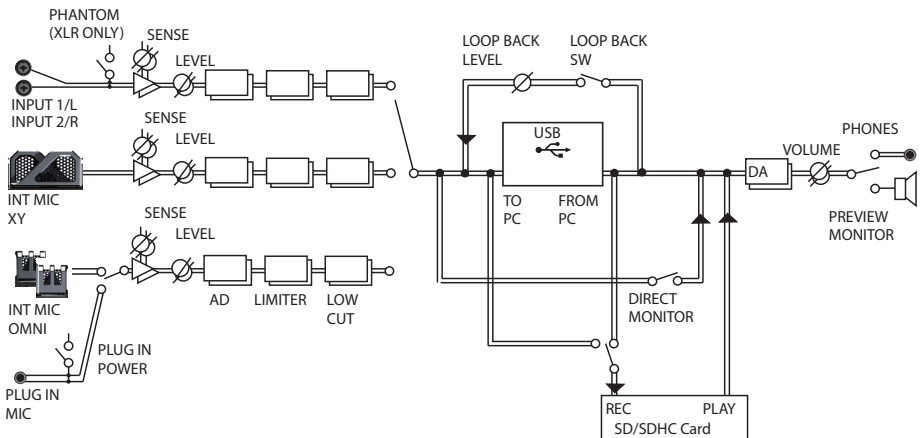 PHANTOM
(XLR ONLY)
SENSE
LEVEL
INPUT 1/L
INPUT 2/R
SENSE
LEVEL
INT MIC
XY
SENSE
LEVEL
INT MIC
OMNI
AD
LIMITER
LOW
CUT
PLUG IN
POWER
PLUG IN
MIC
LOOP BACK
LEVEL
LOOP BACK
SW
USB
TO
PC
FROM
PC
DIRECT
MONITOR
DA
VOLUME
PHONES
PREVIEW
MONITOR
REC
PLAY
SD/SDHC Card